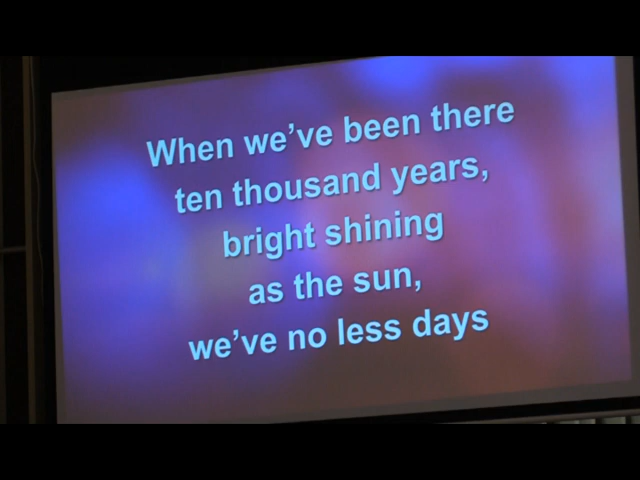 When we've been there
ten thousand years,
bright shining
as the sun,
we've no less days